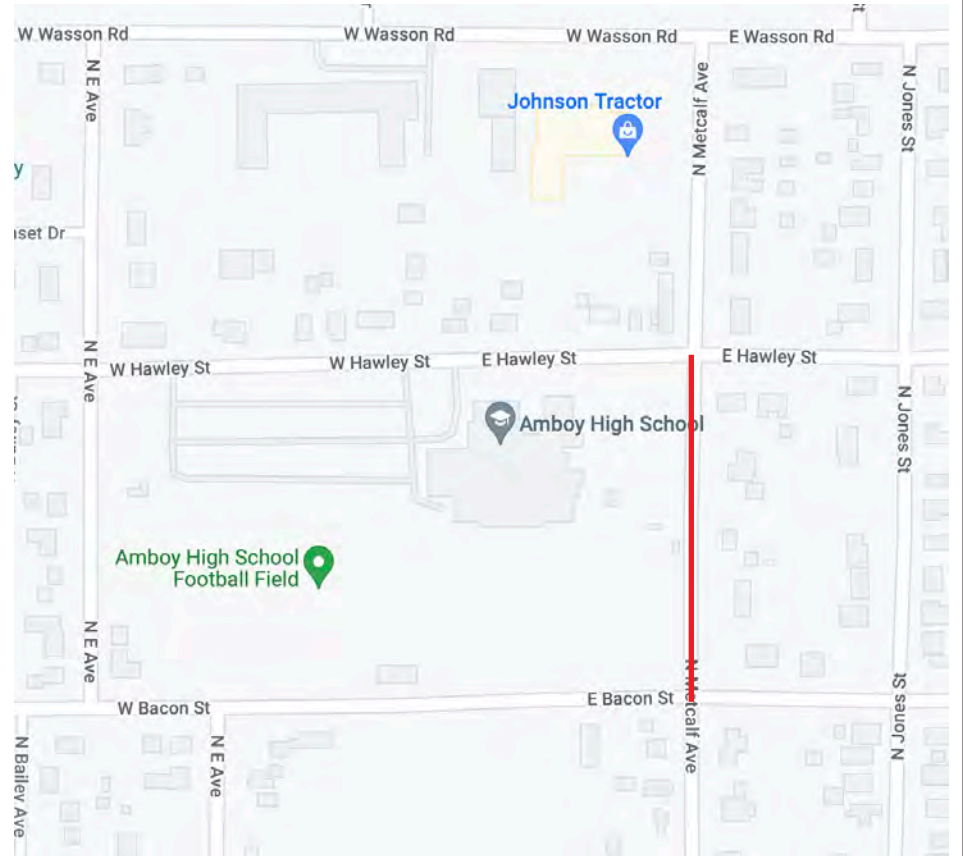 W Wasson Rd
W Wasson Rd
W Wasson Rd
E Wasson Rd
N E Ave
N Metcalf Ave
N Jones St
Johnson Tractor
y
set Dr
N E Ave
W Hawley St
W Hawley St
E Hawley St
E Hawley St
N Jones St
Amboy High School
Amboy High School
Football Field
N E Ave
N Metcalf Ave
W Bacon St
E Bacon St
N Jones St
N Bailey Ave
N E Ave